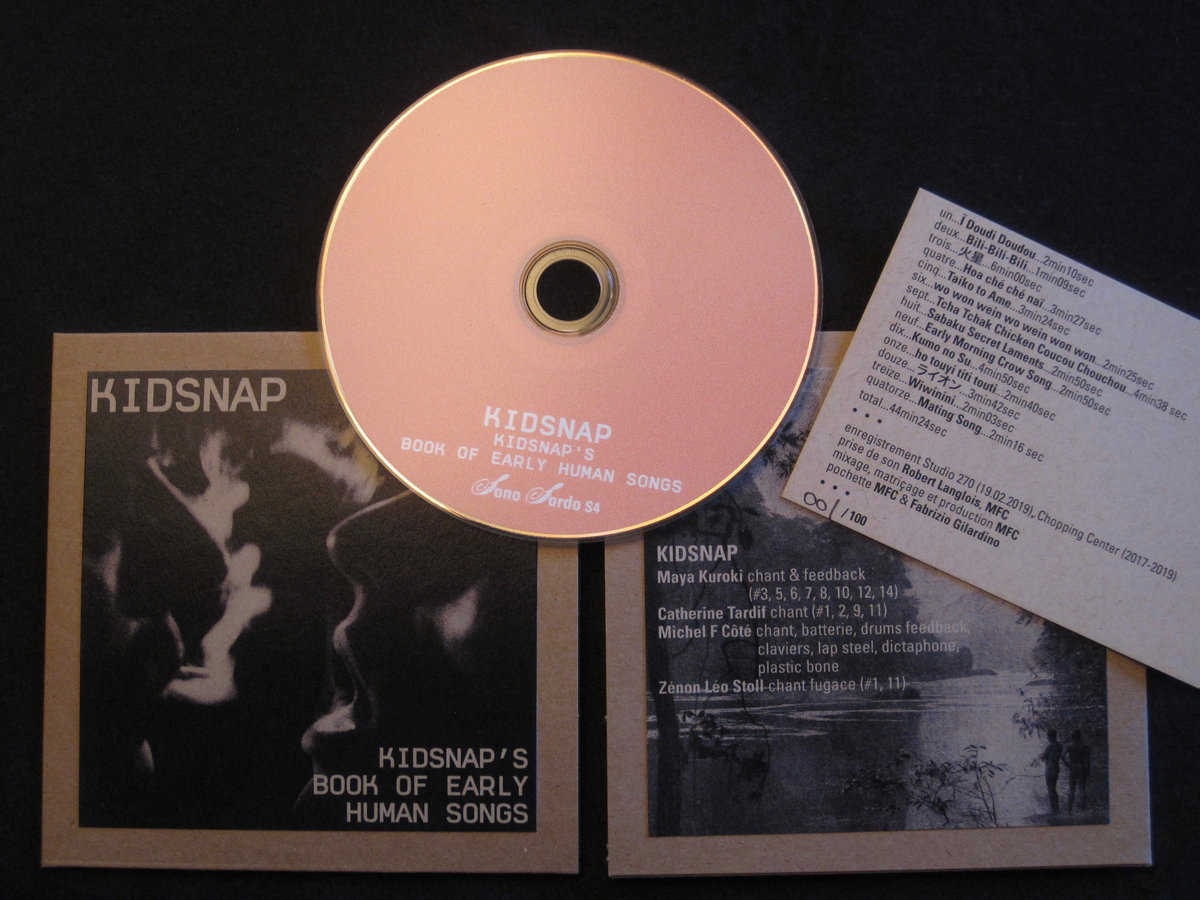 KIDSNAP
KIDSNAP'S
BOOK OF EARLY
HUMAN SONGS
KIDSNAP
KIDSNAP'S
BOOK OF EARLY HUMAN SONGS
Sono Sordo S4
KIDSNAP
Maya Kuroki chant & feedback
(#3, 5, 6, 7, 8, 10, 12, 14)
Catherine Tardif chant (#1, 2, 9, 11)
Michel F Côté chant, batterie, drums feedback,
claviers, lap steel, dictaphone,
plastic bone
Zénon Léo Stoll chant fugace (#1, 11)
un...Ï Doudi Doudou...2min10sec
deux...Bili-Bili-Bili...1min09sec
trois...火星...6min00sec
quatre...Hoa ché ché naï...3min27sec
cinq...Taiko to Ame...3min24sec
six...wo won wein wo wein won won...2min25sec
sept...Tcha Tchak Chicken Coucou Chouchou...4min38 sec
huit...Sabaku Secret Laments...2min50sec
neuf...Early Morning Crow Song...2min50sec
dix...Kumo no Su...4min50sec
onze...ho touyi titi touti...2min40sec
douze...ライオン...3min42sec
treize...Wiwinini...2min03sec
quatorze...Mating Song...2min16 sec
total...44min24sec
• • •
enregistrement Studio 270 (19.02.2019), Chopping Center (2017-2019)
prise de son Robert Langlois, MFC
mixage, matriçage et production MFC
pochette MFC & Fabrizio Gilardino
• • •
00/ /100